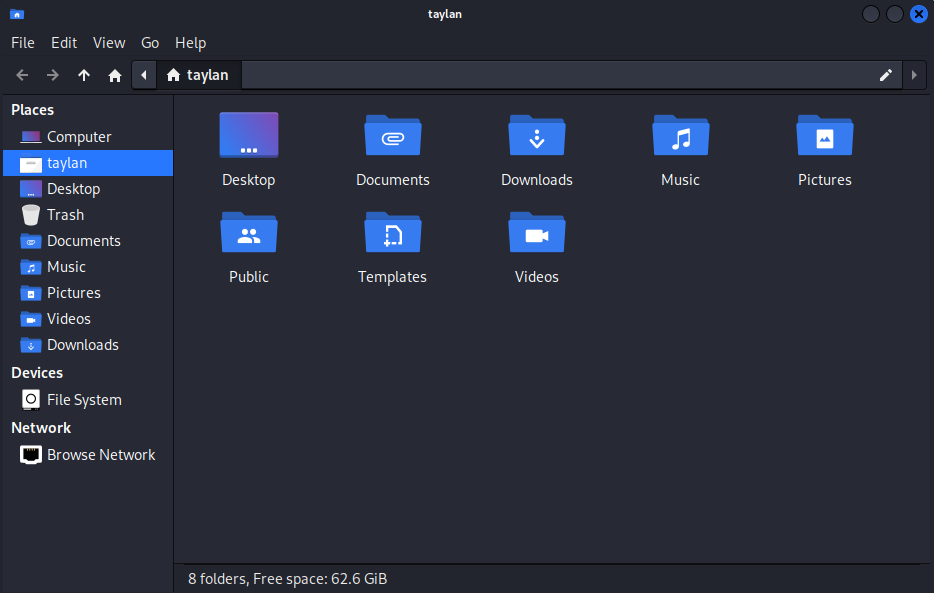 taylan
File Edit View Go Help
taylan
Places
Computer
taylan
Desktop
Trash
Documents
Music
Pictures
Videos
Downloads
Devices
File System
Network
Browse Network
Desktop Documents Downloads Music Pictures
Public Templates Videos
8 folders, Free space: 62.6 GiB